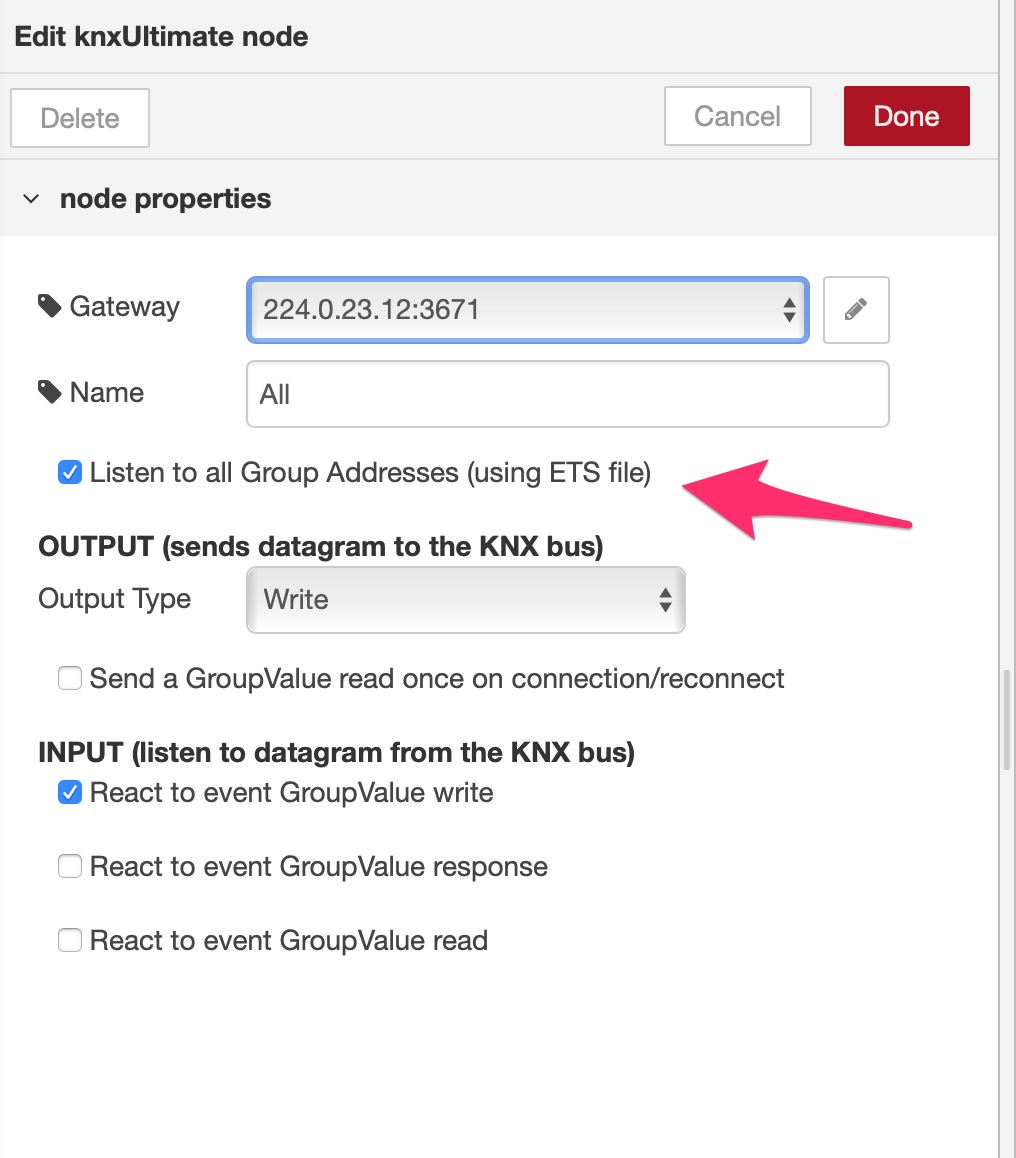 Edit knxUltimate node
Delete
Cancel
Done
node properties
Gateway
224.0.23.12:3671
Name
All
Listen to all Group Addresses (using ETS file)
OUTPUT (sends datagram to the KNX bus)
Output Type
Write
Send a GroupValue read once on connection/reconnect
INPUT (listen to datagram from the KNX bus)
React to event GroupValue write
React to event GroupValue response
React to event GroupValue read